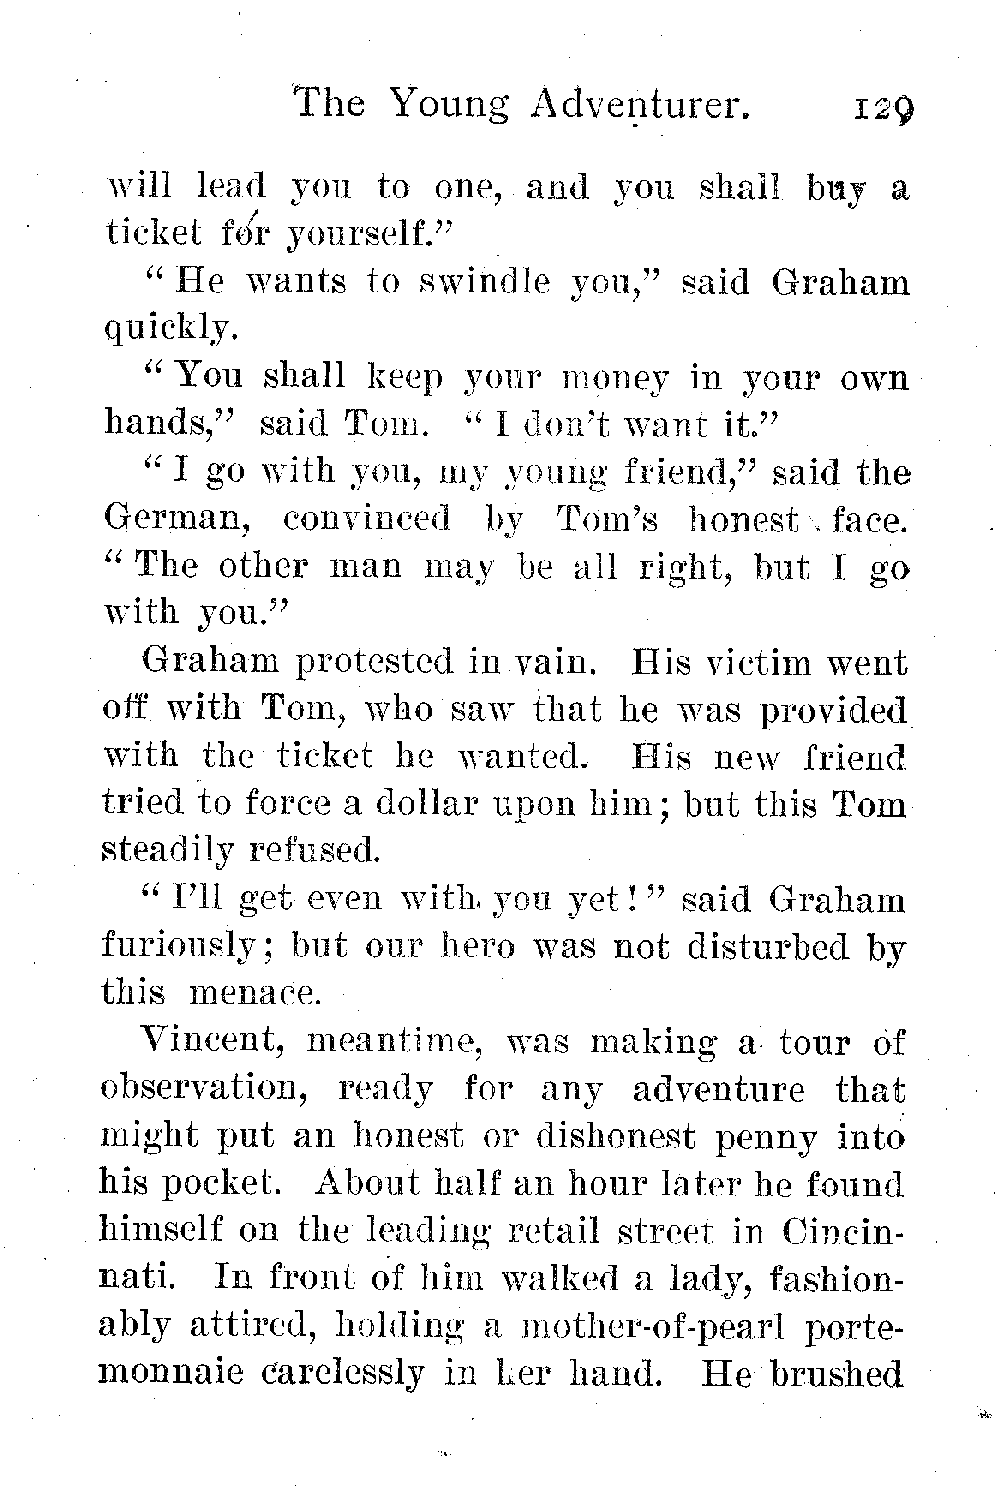 The Young Adventurer. 129
will lead you to one, and you shall buy a
ticket for yourself.”
“ He wants to swindle you,” said Graham
quickly.
“ You shall keep your money in your own
hands,” said Tom. “ I don’t want it.”
“ I go with you, my young friend,” said the
German, convinced by Tom’s honest face.
“ The other man may be all right, but I go
with you.”
Graham protested in vain. His victim went
off with Tom, who saw that he was provided
with the ticket he wanted. His new friend
tried to force a dollar upon him; but this Tom
steadily refused.
“ I’ll get even with you yet! ” said Graham
furiously; but our hero was not disturbed by
this menace.
Vincent, meantime, was making a tour of
observation, ready for any adventure that
might put an honest or dishonest penny into
his pocket. About half an hour later he found
himself on the leading retail street in Cincin-
nati. In front of him walked a lady, fashion-
ably attired, holding a mother-of-pearl porte-
monnaie carelessly in her hand. He brushed